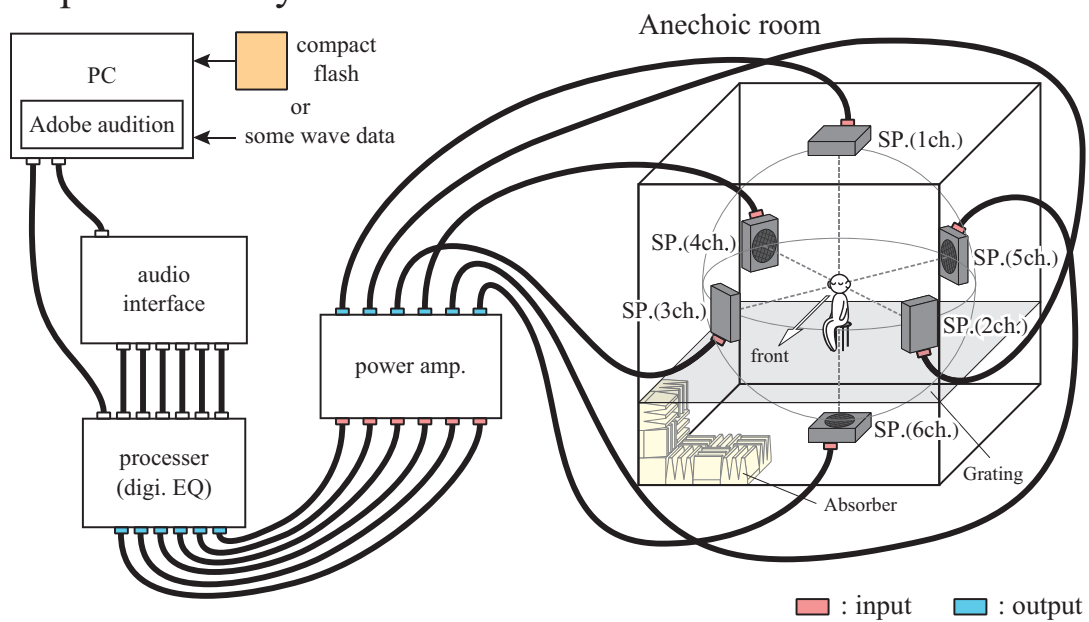 Anechoic room
PC
Adobe audition
compact
flash
or
some wave data
audio
interface
processer
(digi. EQ)
power amp.
SP.(1ch.)
SP.(4ch.)
SP.(5ch.)
SP.(3ch.)
SP.(2ch.)
front
SP.(6ch.)
Grating
Absorber
: input
: output